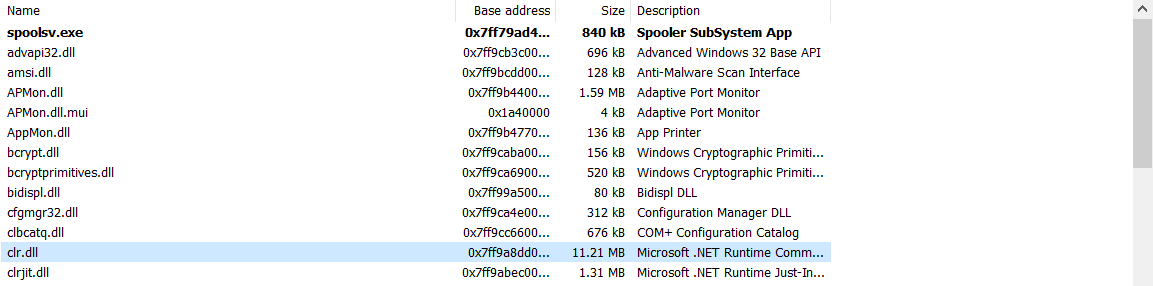 Name Base address Size Description
spoolsv.exe 0x7ff79ad4... 840 kB Spooler SubSystem App
advapi32.dll 0x7ff9cb3c00... 696 kB Advanced Windows 32 Base API
amsi.dll 0x7ff9bcdd00... 128 kB Anti-Malware Scan Interface
APMon.dll 0x7ff9b4400... 1.59 MB Adaptive Port Monitor
APMon.dll.mui 0x1a40000 4 kB Adaptive Port Monitor
AppMon.dll 0x7ff9b4770... 136 kB App Printer
bcrypt.dll 0x7ff9caba00... 156 kB Windows Cryptographic Primiti...
bcryptprimitives.dll 0x7ff9ca6900... 520 kB Windows Cryptographic Primiti...
bidispl.dll 0x7ff99a500... 80 kB Bidispl DLL
cfgmgr32.dll 0x7ff9ca4e00... 312 kB Configuration Manager DLL
clbcatq.dll 0x7ff9cc6600... 676 kB COM+ Configuration Catalog
clr.dll 0x7ff9a8dd0... 11.21 MB Microsoft .NET Runtime Comm...
clrjit.dll 0x7ff9abec00... 1.31 MB Microsoft .NET Runtime Just-In...